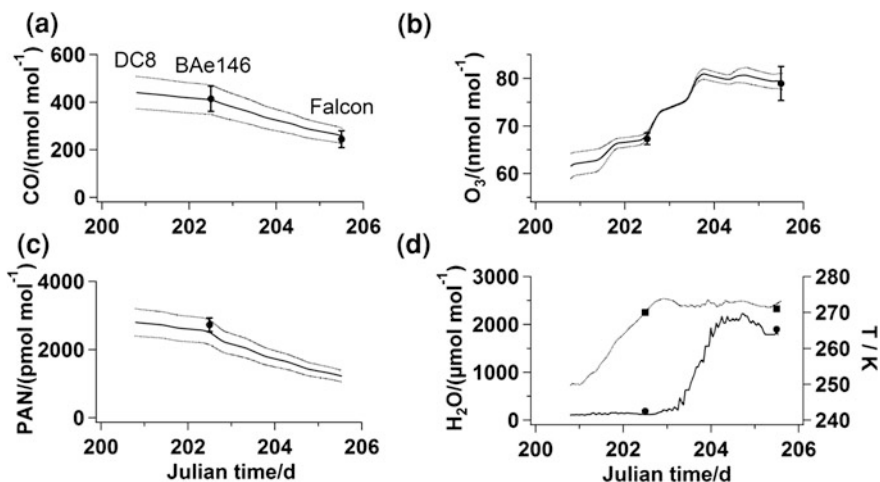 (a)
600
400
200
0
CO/(nmol mol⁻¹)
DC8
BAe146
Falcon
200
202
204
206
(b)
80
70
60
O₃/(nmol mol⁻¹)
200
202
204
206
(c)
4000
2000
0
PAN/(pmol mol⁻¹)
200
202
204
206
Julian time/d
(d)
3000
2500
2000
1500
1000
500
0
H₂O/(µmol mol⁻¹)
280
270
260
250
240
T / K
200
202
204
206
Julian time/d